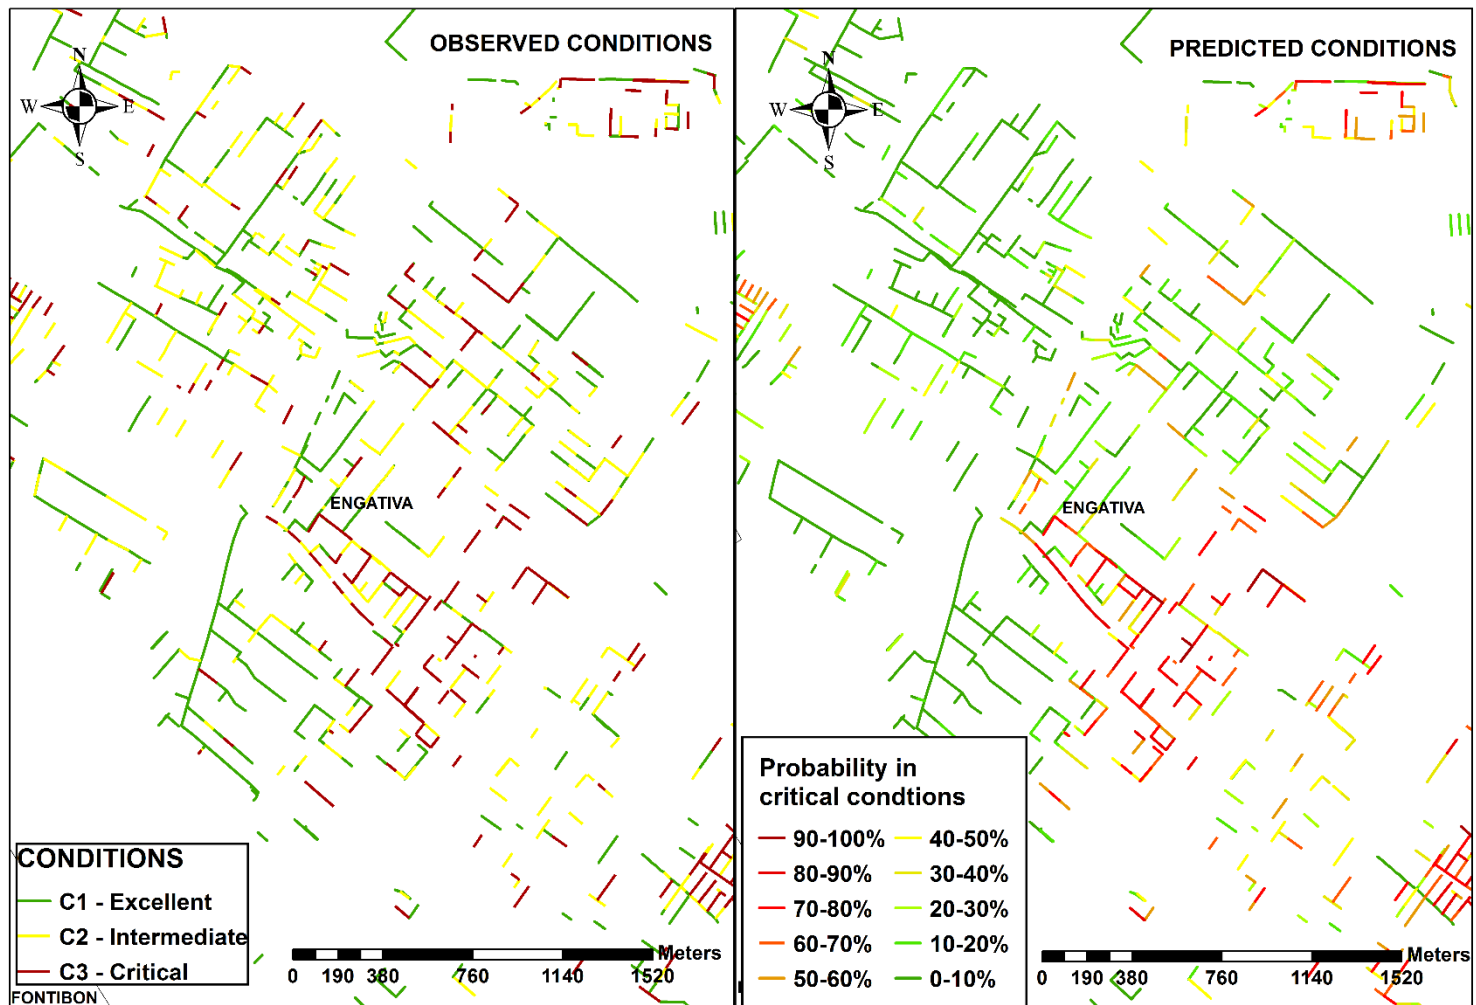 OBSERVED CONDITIONS
N
W E
S
ENGATIVA
CONDITIONS
C1 - Excellent
C2 - Intermediate
C3 - Critical
FONTIBON
Meters
0 190 380 760 1140 1520
PREDICTED CONDITIONS
N
W E
S
ENGATIVA
Probability in
critical condtions
90-100% 40-50%
80-90% 30-40%
70-80% 20-30%
60-70% 10-20%
50-60% 0-10%
Meters
0 190 380 760 1140 1520